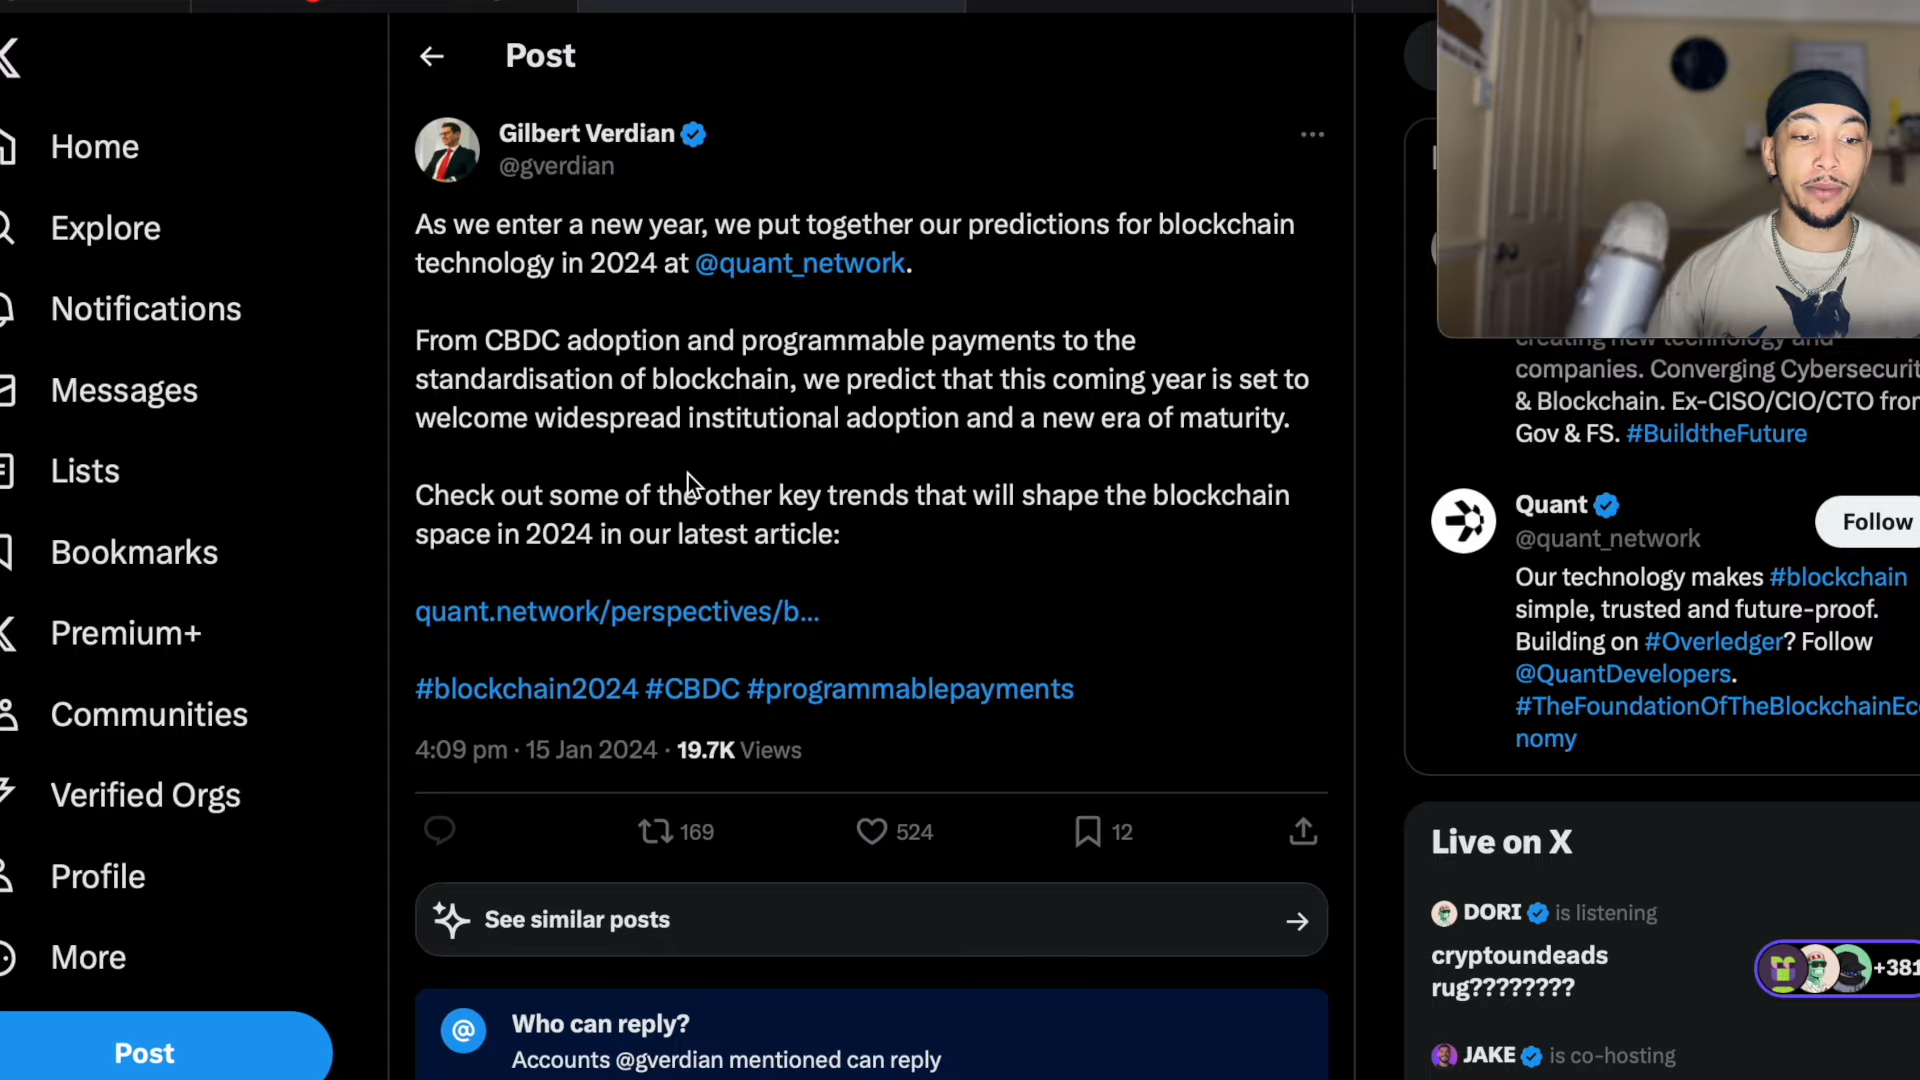 Home
Explore
Notifications
Messages
Lists
Bookmarks
Premium+
Communities
Verified Orgs
Profile
More
Post
Post
Gilbert Verdian
@gverdian
As we enter a new year, we put together our predictions for blockchain
technology in 2024 at @quant_network.
From CBDC adoption and programmable payments to the
standardisation of blockchain, we predict that this coming year is set to
welcome widespread institutional adoption and a new era of maturity.
Check out some of the other key trends that will shape the blockchain
space in 2024 in our latest article:
quant.network/perspectives/b...
#blockchain2024 #CBDC #programmablepayments
4:09 pm · 15 Jan 2024 · 19.7K Views
169 524 12
See similar posts
Who can reply?
Accounts @gverdian mentioned can reply
creating new technology and
companies. Converging Cybersecurit
& Blockchain. Ex-CISO/CIO/CTO from
Gov & FS. #BuildtheFuture
Quant
@quant_network
Follow
Our technology makes #blockchain
simple, trusted and future-proof.
Building on #Overledger? Follow
@QuantDevelopers.
#TheFoundationOfTheBlockchainEco
nomy
Live on X
DORI is listening
cryptoundeads
rug????????
+381
JAKE is co-hosting